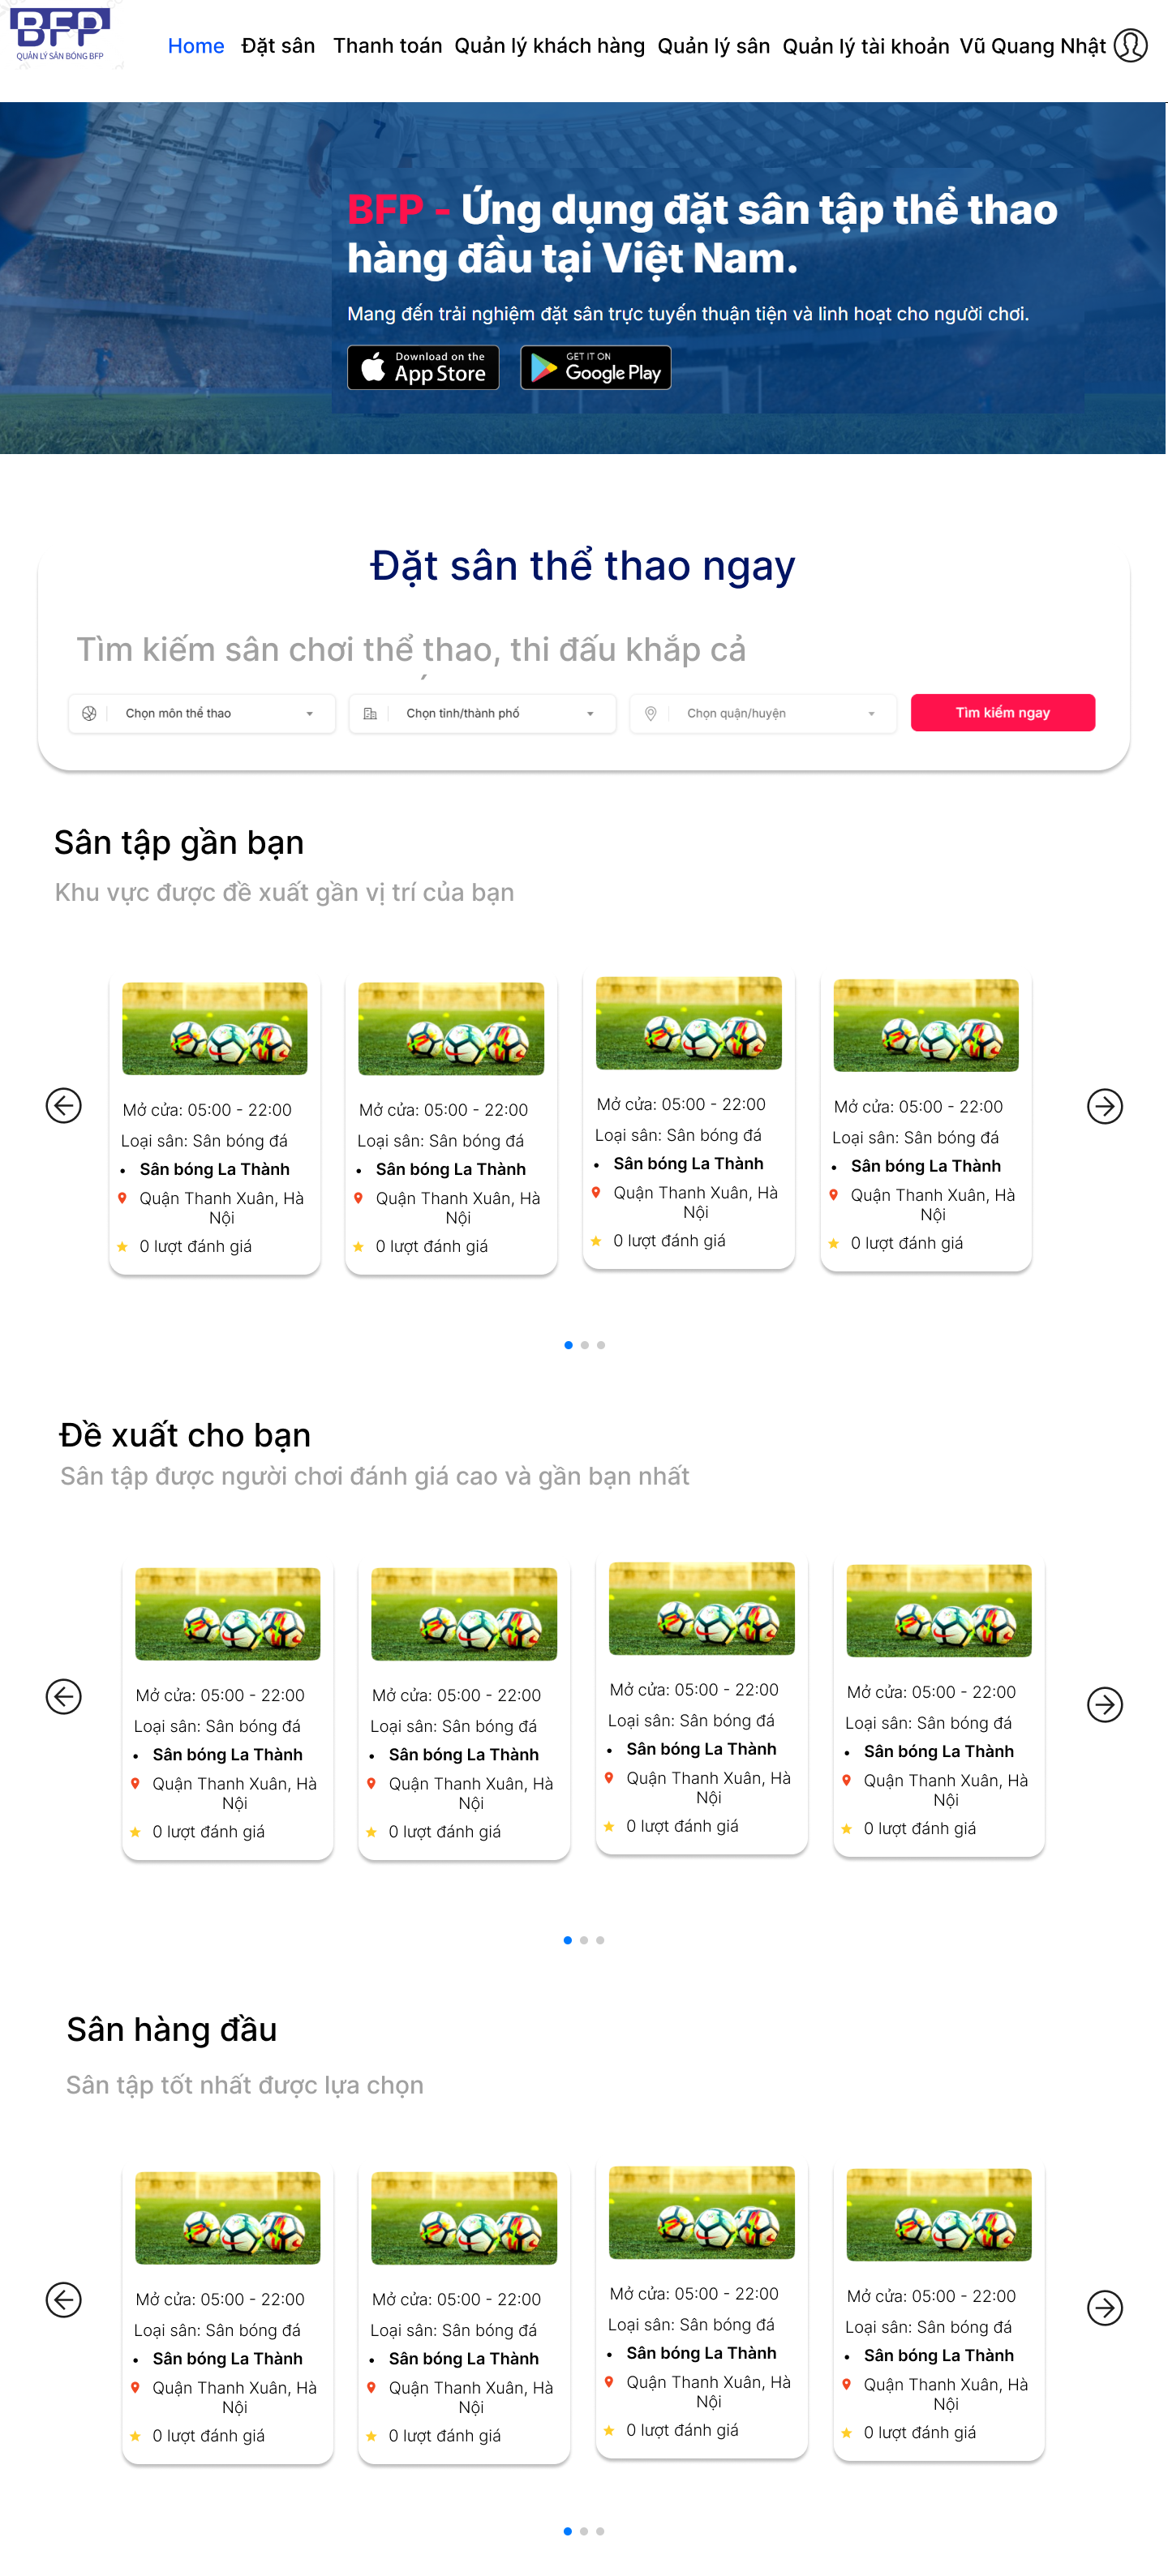 BFP
QUẢN LÝ SÂN BÓNG BFP
Home Đặt sân Thanh toán Quản lý khách hàng Quản lý sân Quản lý tài khoản Vũ Quang Nhật
7
BFP - Ứng dụng đặt sân tập thể thao
hàng đầu tại Việt Nam.
Mang đến trải nghiệm đặt sân trực tuyến thuận tiện và linh hoạt cho người chơi.
Download on the
App Store
GET IT ON
Google Play
Đặt sân thể thao ngay
Tìm kiếm sân chơi thể thao, thi đấu khắp cả
Chọn môn thể thao
Chọn tỉnh/thành phố
Chọn quận/huyện
Tìm kiếm ngay
Sân tập gần bạn
Khu vực được đề xuất gần vị trí của bạn
Mở cửa: 05:00 - 22:00
Loại sân: Sân bóng đá
• Sân bóng La Thành
Quận Thanh Xuân, Hà
Nội
0 lượt đánh giá
Mở cửa: 05:00 - 22:00
Loại sân: Sân bóng đá
• Sân bóng La Thành
Quận Thanh Xuân, Hà
Nội
0 lượt đánh giá
Mở cửa: 05:00 - 22:00
Loại sân: Sân bóng đá
• Sân bóng La Thành
Quận Thanh Xuân, Hà
Nội
0 lượt đánh giá
Mở cửa: 05:00 - 22:00
Loại sân: Sân bóng đá
• Sân bóng La Thành
Quận Thanh Xuân, Hà
Nội
0 lượt đánh giá
Đề xuất cho bạn
Sân tập được người chơi đánh giá cao và gần bạn nhất
Mở cửa: 05:00 - 22:00
Loại sân: Sân bóng đá
• Sân bóng La Thành
Quận Thanh Xuân, Hà
Nội
0 lượt đánh giá
Mở cửa: 05:00 - 22:00
Loại sân: Sân bóng đá
• Sân bóng La Thành
Quận Thanh Xuân, Hà
Nội
0 lượt đánh giá
Mở cửa: 05:00 - 22:00
Loại sân: Sân bóng đá
• Sân bóng La Thành
Quận Thanh Xuân, Hà
Nội
0 lượt đánh giá
Mở cửa: 05:00 - 22:00
Loại sân: Sân bóng đá
• Sân bóng La Thành
Quận Thanh Xuân, Hà
Nội
0 lượt đánh giá
Sân hàng đầu
Sân tập tốt nhất được lựa chọn
Mở cửa: 05:00 - 22:00
Loại sân: Sân bóng đá
• Sân bóng La Thành
Quận Thanh Xuân, Hà
Nội
0 lượt đánh giá
Mở cửa: 05:00 - 22:00
Loại sân: Sân bóng đá
• Sân bóng La Thành
Quận Thanh Xuân, Hà
Nội
0 lượt đánh giá
Mở cửa: 05:00 - 22:00
Loại sân: Sân bóng đá
• Sân bóng La Thành
Quận Thanh Xuân, Hà
Nội
0 lượt đánh giá
Mở cửa: 05:00 - 22:00
Loại sân: Sân bóng đá
• Sân bóng La Thành
Quận Thanh Xuân, Hà
Nội
0 lượt đánh giá